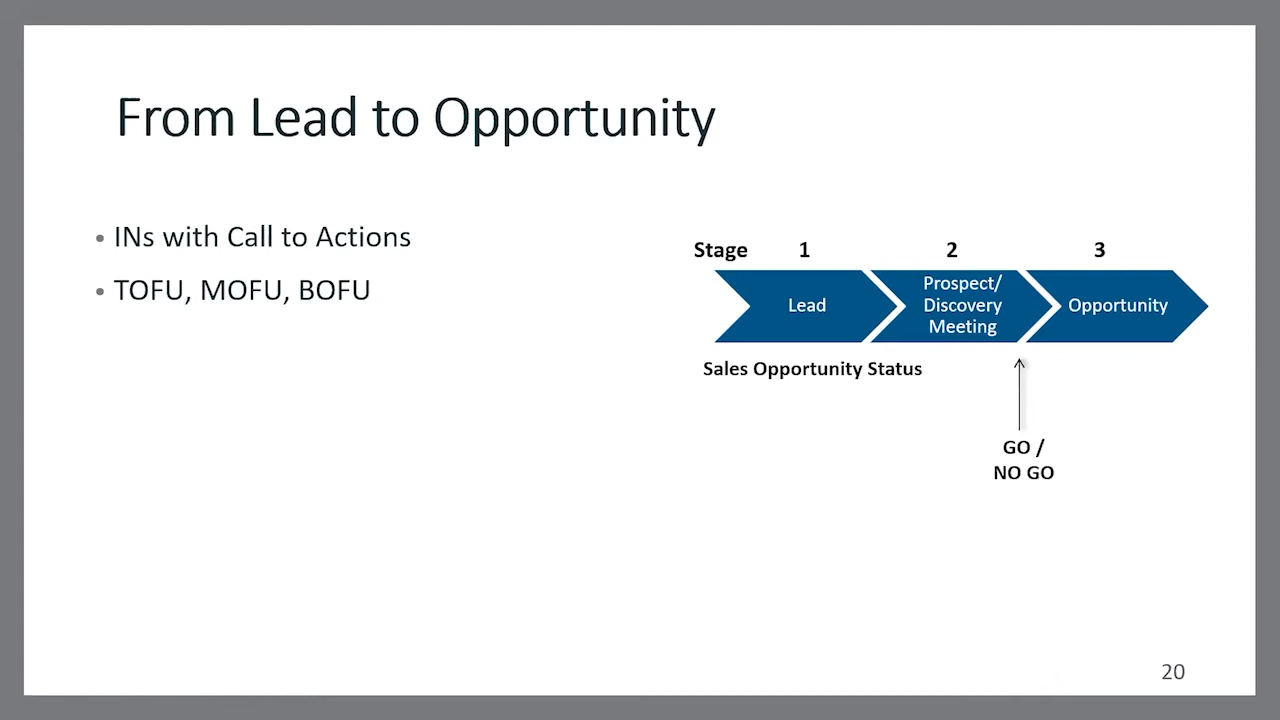 From Lead to Opportunity
• INs with Call to Actions
• TOFU, MOFU, BOFU
Stage 1 2 3
Lead
Prospect/
Discovery
Meeting
Opportunity
Sales Opportunity Status
GO /
NO GO
20